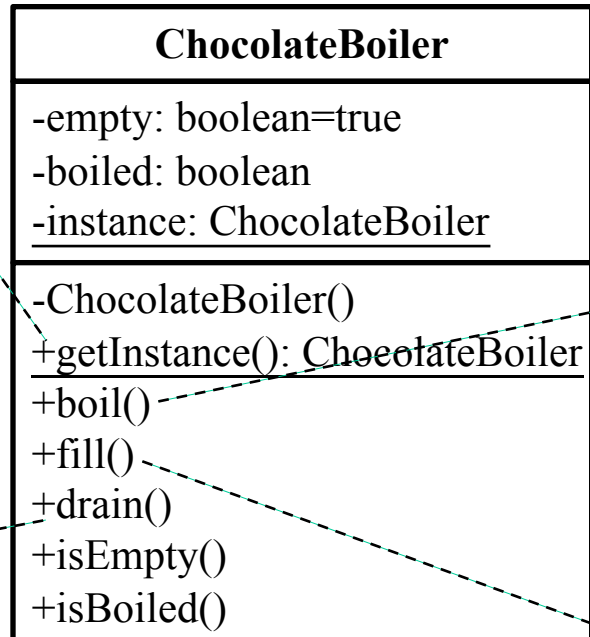 ChocolateBoiler
-empty: boolean=true
-boiled: boolean
-instance: ChocolateBoiler
-ChocolateBoiler()
+getInstance(): ChocolateBoiler
+boil()
+fill()
+drain()
+isEmpty()
+isBoiled()